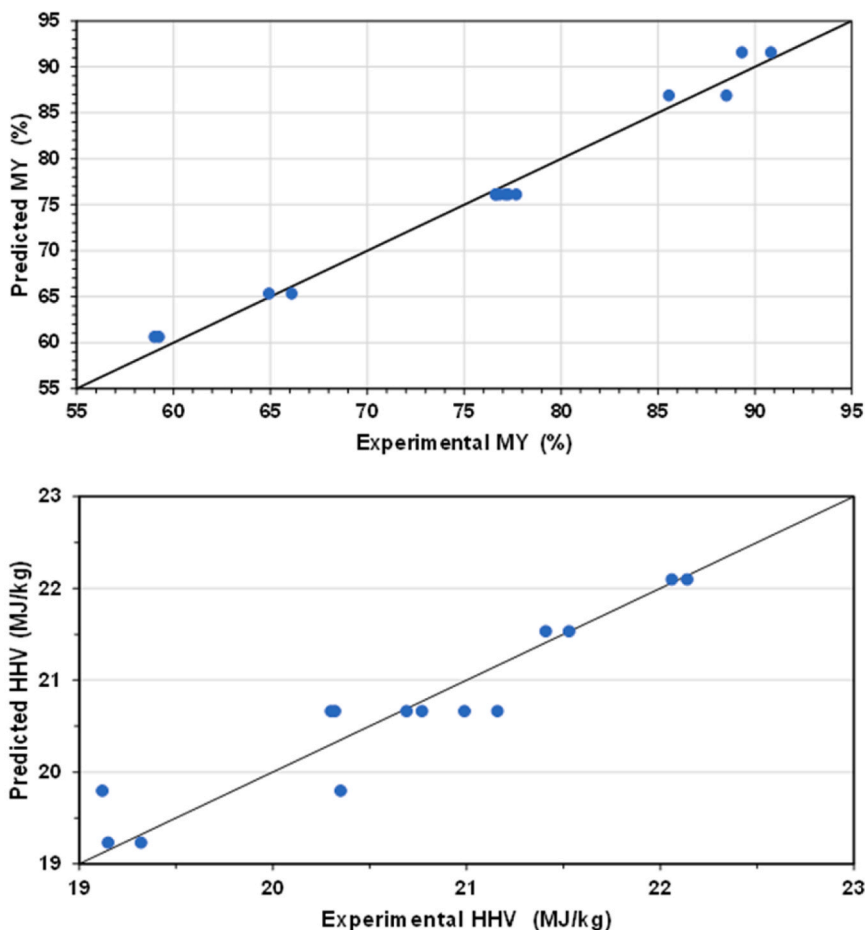 95
90
85
80
75
70
65
60
55
Predicted MY (%)
55 60 65 70 75 80 85 90 95
Experimental MY (%)
23
22
21
20
19
Predicted HHV (MJ/kg)
19 20 21 22 23
Experimental HHV (MJ/kg)